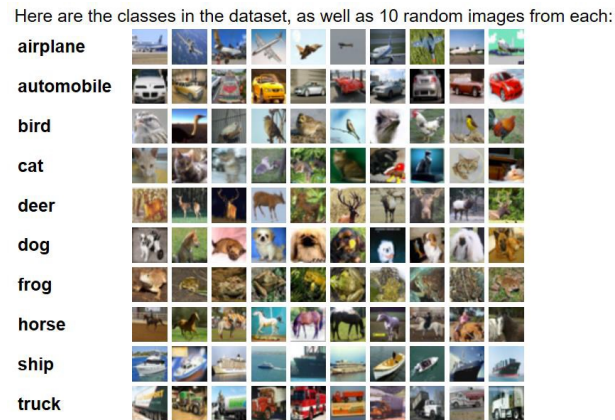 Here are the classes in the dataset, as well as 10 random images from each:
airplane
automobile
bird
cat
deer
dog
frog
horse
ship
truck